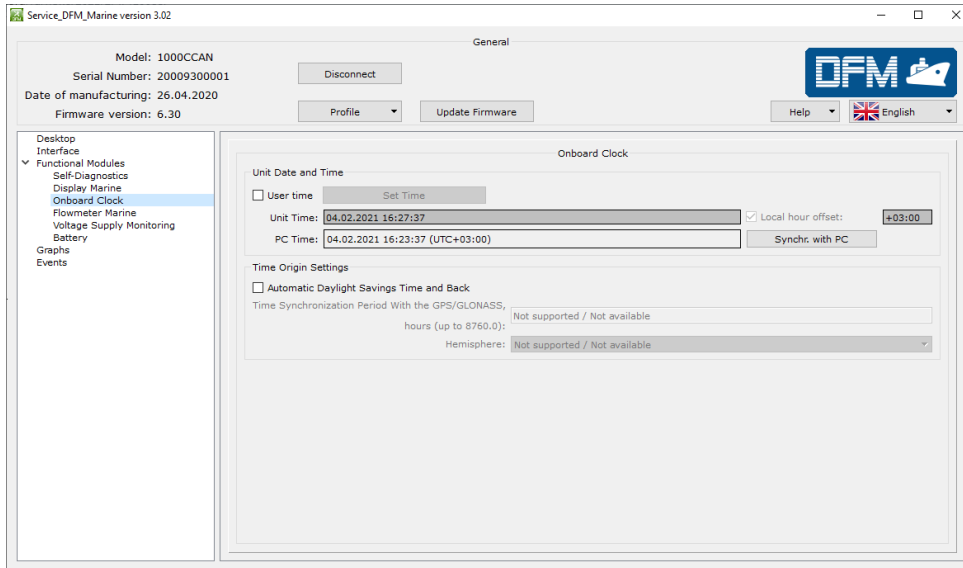 Service_DFM_Marine version 3.02
General
Model: 1000CCAN
Serial Number: 20009300001
Date of manufacturing: 26.04.2020
Firmware version: 6.30
Disconnect
Profile
Update Firmware
DFM
Help
English
Desktop
Interface
Functional Modules
Self-Diagnostics
Display Marine
Onboard Clock
Flowmeter Marine
Voltage Supply Monitoring
Battery
Graphs
Events
Onboard Clock
Unit Date and Time
User time Set Time
Unit Time: 04.02.2021 16:27:37 Local hour offset: +03:00
PC Time: 04.02.2021 16:23:37 (UTC+03:00) Synchr. with PC
Time Origin Settings
Automatic Daylight Savings Time and Back
Time Synchronization Period With the GPS/GLONASS,
hours (up to 8760.0): Not supported / Not available
Hemisphere: Not supported / Not available